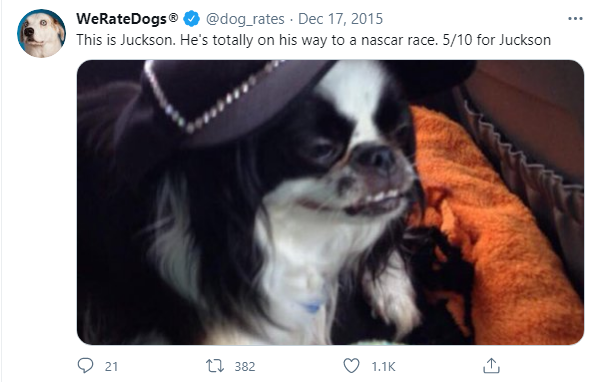 WeRateDogs® @dog_rates · Dec 17, 2015
This is Juckson. He's totally on his way to a nascar race. 5/10 for Juckson
21 382 1.1K